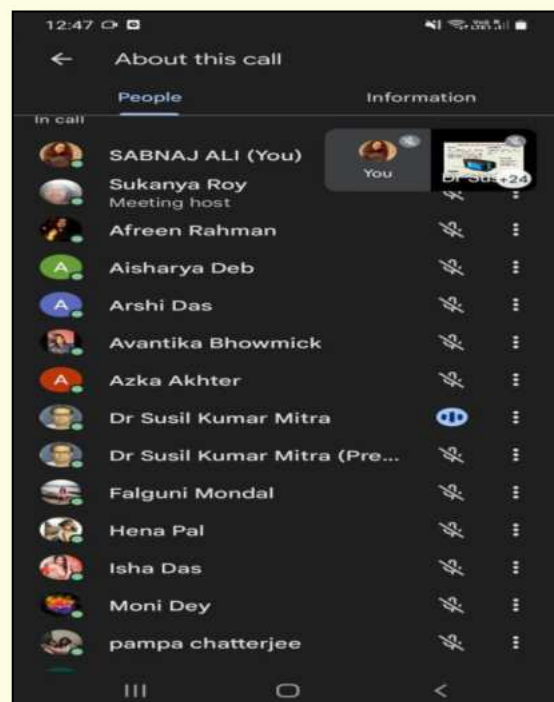 12:47
About this call
People Information
In call
SABNAJ ALI (You)
You
+24
Sukanya Roy
Meeting host
Afreen Rahman
A
Aisharya Deb
A
Arshi Das
Avantika Bhowmick
A
Azka Akhter
Dr Susil Kumar Mitra
Dr Susil Kumar Mitra (Pre...
Falguni Mondal
Hena Pal
Isha Das
Moni Dey
pampa chatterjee